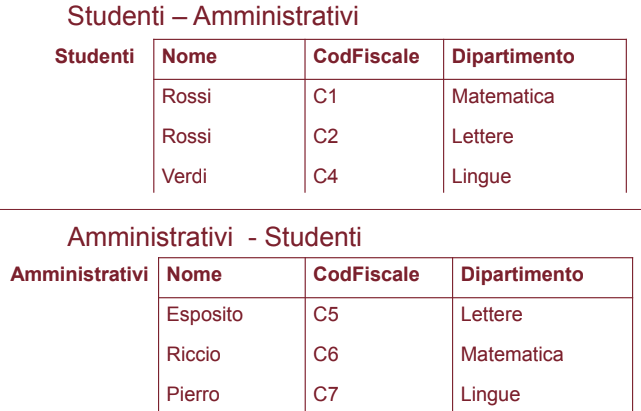 Studenti – Amministrativi
Studenti Nome CodFiscale Dipartimento
Rossi C1 Matematica
Rossi C2 Lettere
Verdi C4 Lingue
Amministrativi - Studenti
Amministrativi Nome CodFiscale Dipartimento
Esposito C5 Lettere
Riccio C6 Matematica
Pierro C7 Lingue